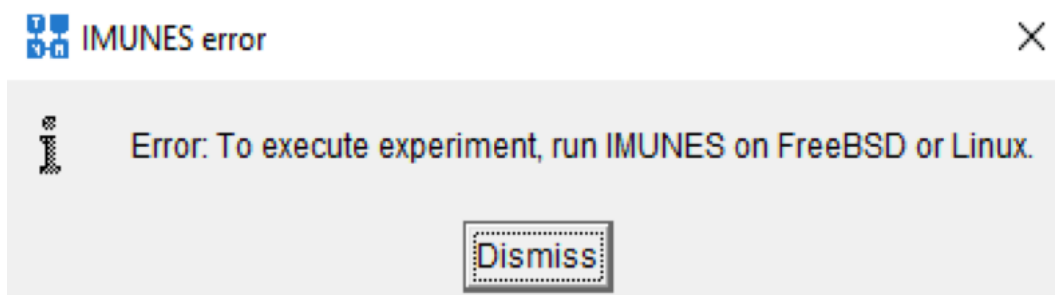 IMUNES error
Error: To execute experiment, run IMUNES on FreeBSD or Linux.
Dismiss